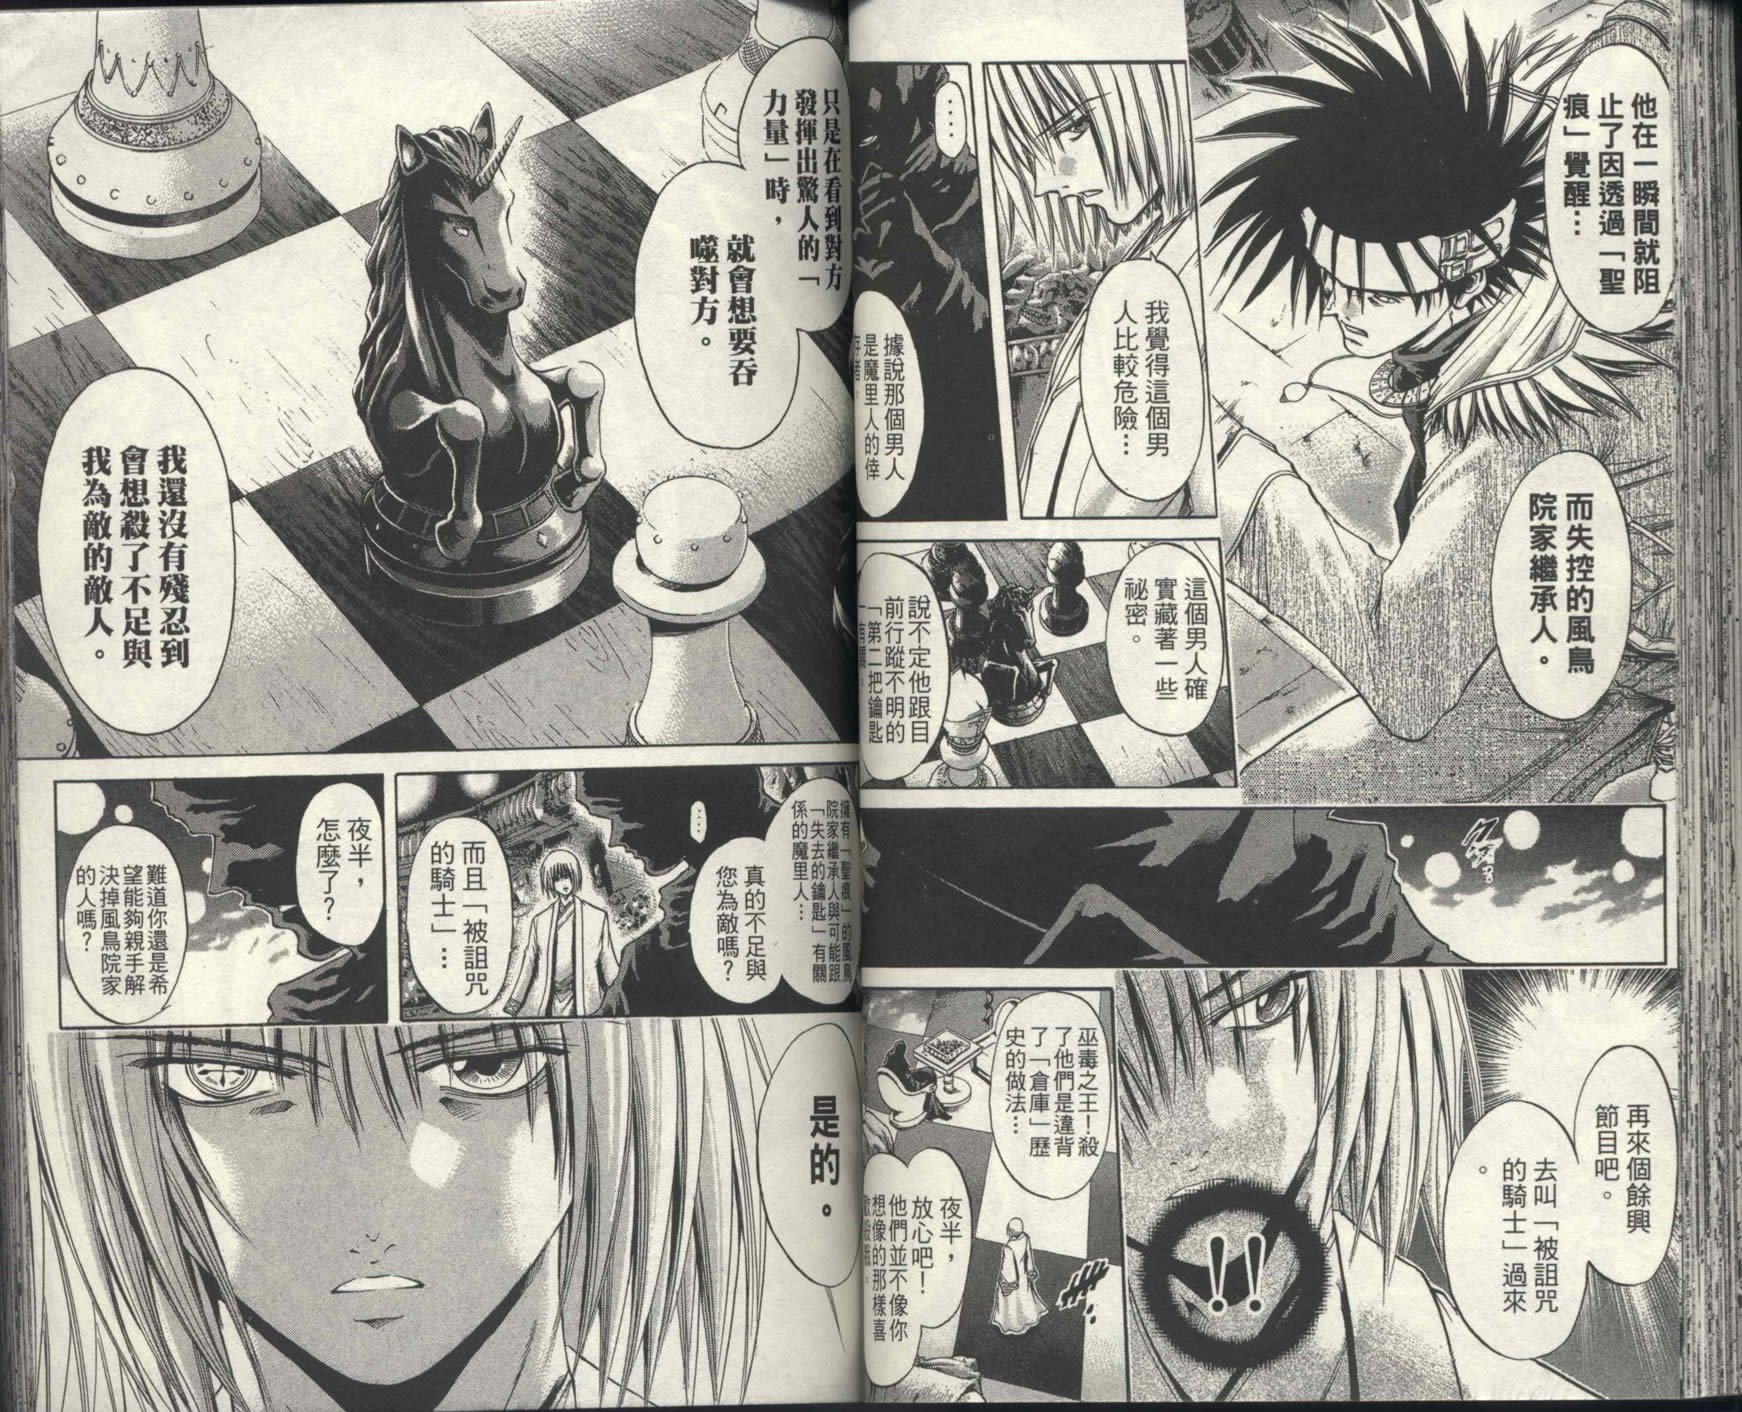 他在一瞬間就阻
止了因透過「聖
痕」覺醒…
而失控的風鳥
院家繼承人。
我覺得這個男
人比較危險…
‥‥
據說那個男人
是魔里人的倖
存者。
這個男人確
實藏著一些
祕密。
說不定他跟目
前行蹤不明的
「第二把鑰匙
」有關。
再來個餘興
節目吧。
去叫「被詛咒
的騎士」過來
。
!!
巫毒之王！殺
了他們是違背
了「倉庫」歷
史的做法…
夜半，
放心吧！
他們並不像你
想像的那樣喜
只是在看到對方
發揮出驚人的「
力量」時，
就會想要吞
噬對方。
我還沒有殘忍到
會想殺了不足與
我為敵的敵人。
擁有「聖痕」的風鳥
院家繼承人與可能跟
「失去的鑰匙」有關
係的魔里人…
真的不足與
您為敵嗎？
‥‥
而且「被詛咒
的騎士」…
夜半，
怎麼了？
難道你還是希
望能夠親手解
決掉風鳥院家
的人嗎？
是的。